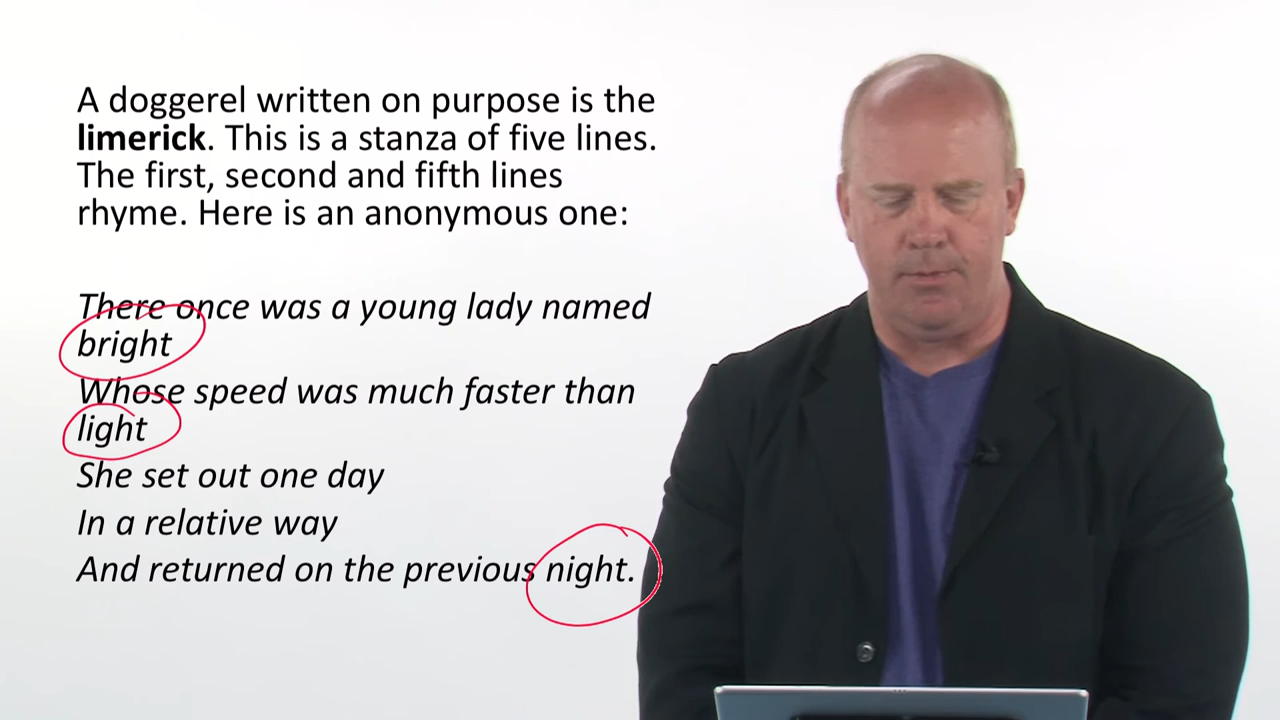 A doggerel written on purpose is the
limerick. This is a stanza of five lines.
The first, second and fifth lines
rhyme. Here is an anonymous one:
There once was a young lady named
bright
Whose speed was much faster than
light
She set out one day
In a relative way
And returned on the previous night.